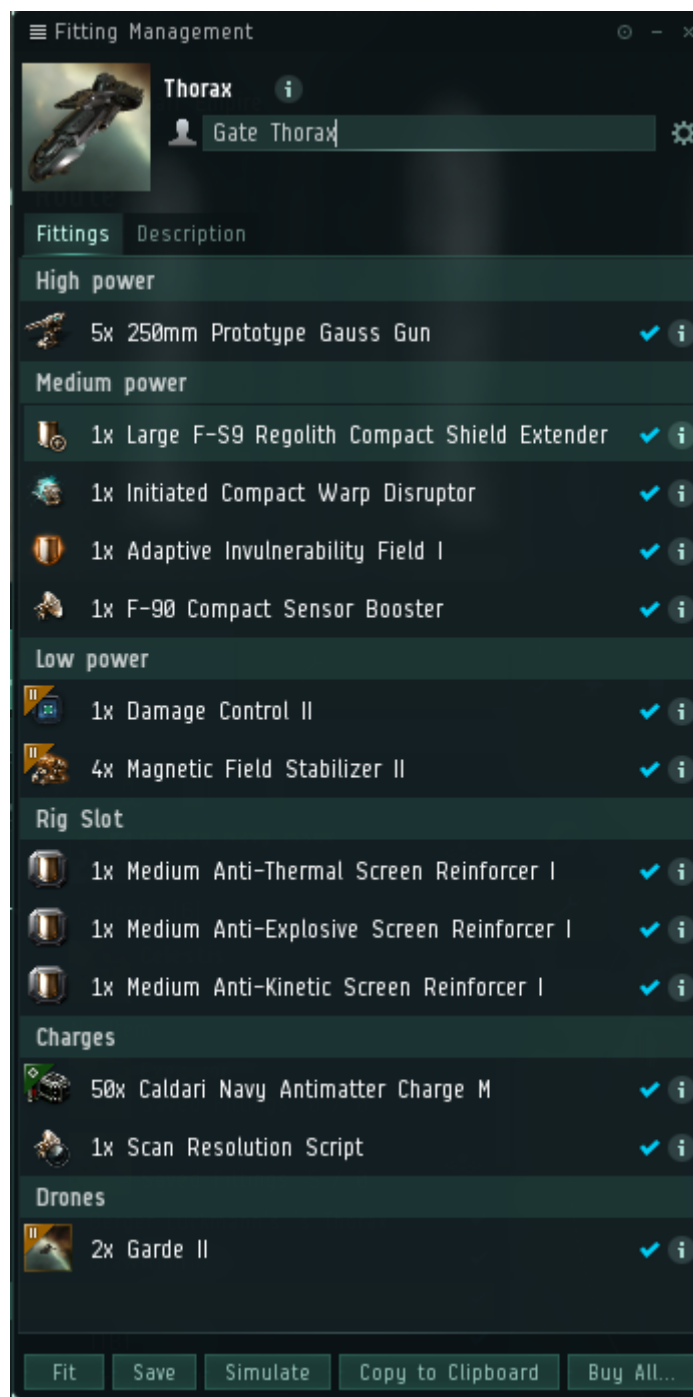 Fitting Management
Thorax
Gate Thorax
Fittings Description
High power
5x 250mm Prototype Gauss Gun
Medium power
1x Large F-S9 Regolith Compact Shield Extender
1x Initiated Compact Warp Disruptor
1x Adaptive Invulnerability Field I
1x F-90 Compact Sensor Booster
Low power
1x Damage Control II
4x Magnetic Field Stabilizer II
Rig Slot
1x Medium Anti-Thermal Screen Reinforcer I
1x Medium Anti-Explosive Screen Reinforcer I
1x Medium Anti-Kinetic Screen Reinforcer I
Charges
50x Caldari Navy Antimatter Charge M
1x Scan Resolution Script
Drones
2x Garde II
Fit Save Simulate Copy to Clipboard Buy All...